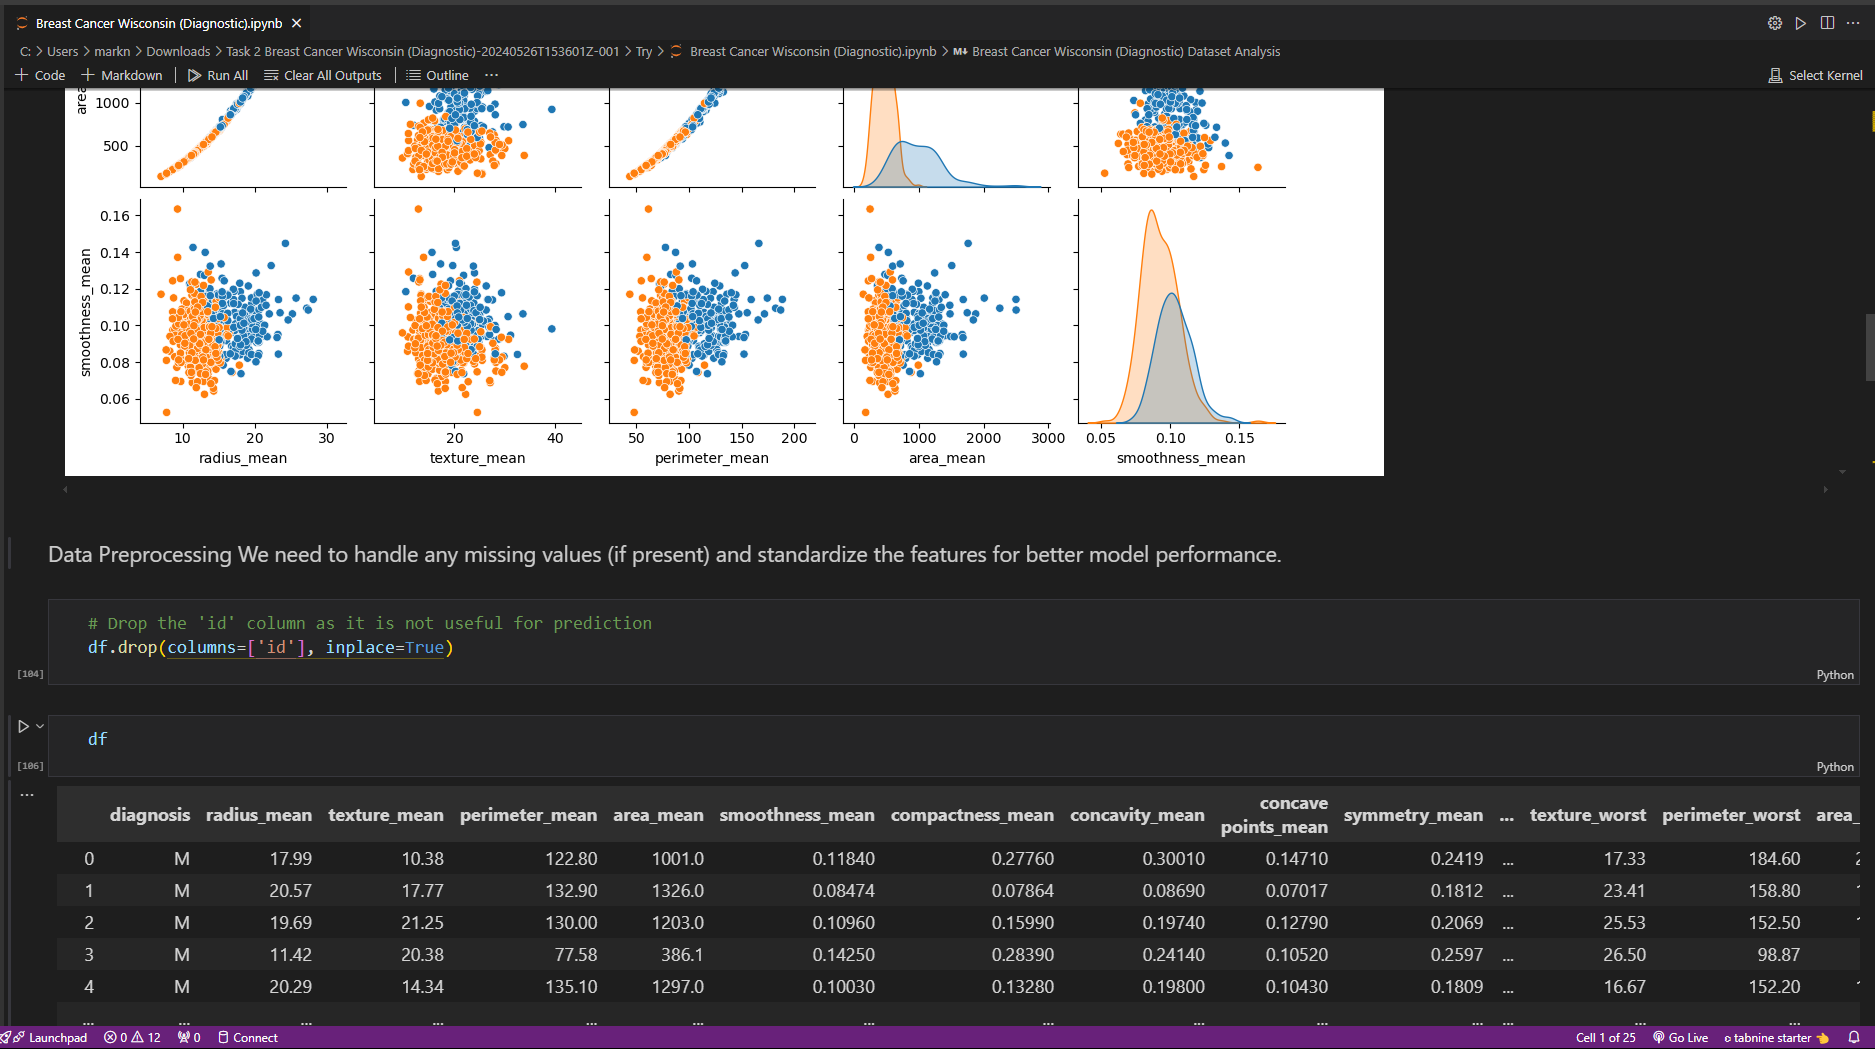 Breast Cancer Wisconsin (Diagnostic).ipynb
C: > Users > markn > Downloads > Task 2 Breast Cancer Wisconsin (Diagnostic)-20240526T153601Z-001 > Try > Breast Cancer Wisconsin (Diagnostic).ipynb > M↓ Breast Cancer Wisconsin (Diagnostic) Dataset Analysis
+ Code + Markdown | Run All Clear All Outputs | Outline ... Select Kernel
area
1000
500
10 20 30
20 40
50 100 150 200
0 1000 2000 3000
0.05 0.10 0.15
smoothness_mean
0.16
0.14
0.12
0.10
0.08
0.06
radius_mean texture_mean perimeter_mean area_mean smoothness_mean
Data Preprocessing We need to handle any missing values (if present) and standardize the features for better model performance.
# Drop the 'id' column as it is not useful for prediction
df.drop(columns=['id'], inplace=True)
[104] Python
df
[106] Python
...
diagnosis radius_mean texture_mean perimeter_mean area_mean smoothness_mean compactness_mean concavity_mean concave points_mean symmetry_mean ... texture_worst perimeter_worst area_
0 M 17.99 10.38 122.80 1001.0 0.11840 0.27760 0.30010 0.14710 0.2419 ... 17.33 184.60
1 M 20.57 17.77 132.90 1326.0 0.08474 0.07864 0.08690 0.07017 0.1812 ... 23.41 158.80
2 M 19.69 21.25 130.00 1203.0 0.10960 0.15990 0.19740 0.12790 0.2069 ... 25.53 152.50
3 M 11.42 20.38 77.58 386.1 0.14250 0.28390 0.24140 0.10520 0.2597 ... 26.50 98.87
4 M 20.29 14.34 135.10 1297.0 0.10030 0.13280 0.19800 0.10430 0.1809 ... 16.67 152.20
... ... ... ... ... ... ... ... ... ... ... ... ... ...
Launchpad 0 12 0 Connect Cell 1 of 25 Go Live tabnine starter